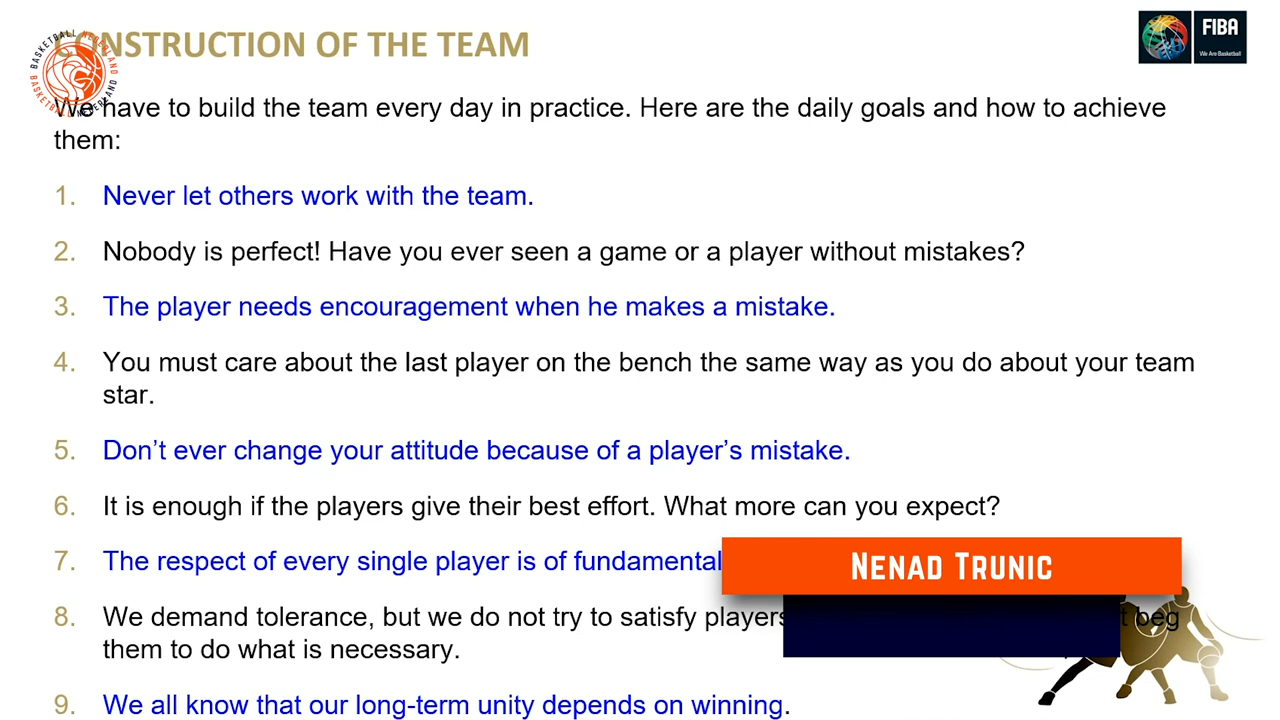 CONSTRUCTION OF THE TEAM
FIBA
We Are Basketball
BASKETBALL NEDERLAND
BASKETBALL NEDERLAND
We have to build the team every day in practice. Here are the daily goals and how to achieve
them:
1. Never let others work with the team.
2. Nobody is perfect! Have you ever seen a game or a player without mistakes?
3. The player needs encouragement when he makes a mistake.
4. You must care about the last player on the bench the same way as you do about your team
star.
5. Don’t ever change your attitude because of a player’s mistake.
6. It is enough if the players give their best effort. What more can you expect?
7. The respect of every single player is of fundamental
NENAD TRUNIC
8. We demand tolerance, but we do not try to satisfy players beg
them to do what is necessary.
9. We all know that our long-term unity depends on winning.